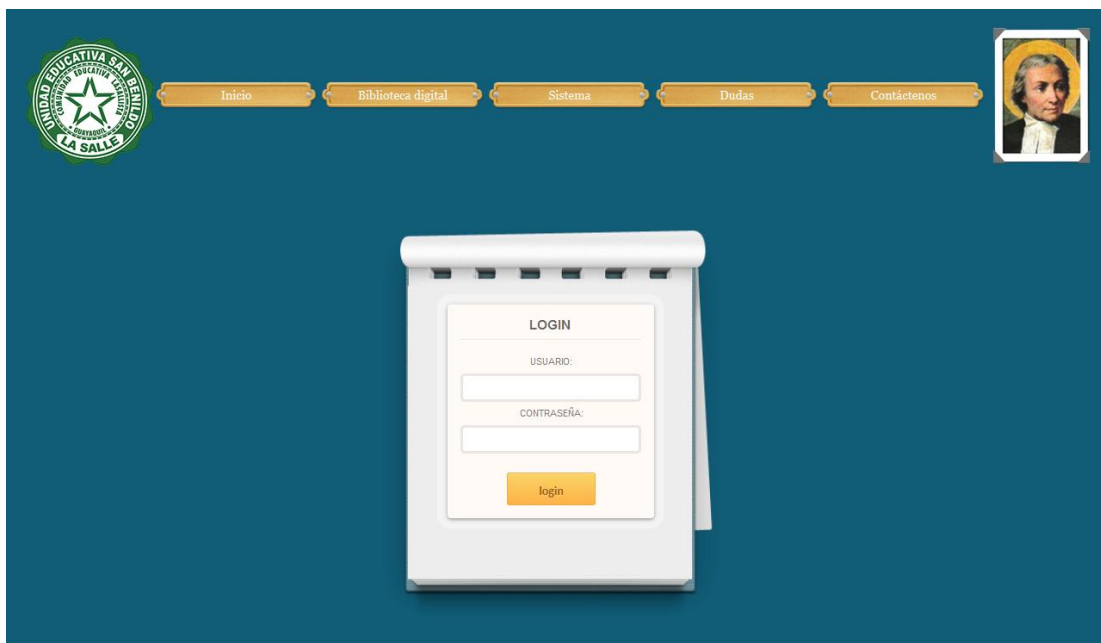 UNIDAD EDUCATIVA SAN BENILDO
COMUNIDAD EDUCATIVA LASALLISTA
GUAYAQUIL
LA SALLE
Inicio
Biblioteca digital
Sistema
Dudas
Contáctenos
LOGIN
USUARIO:
CONTRASEÑA:
login